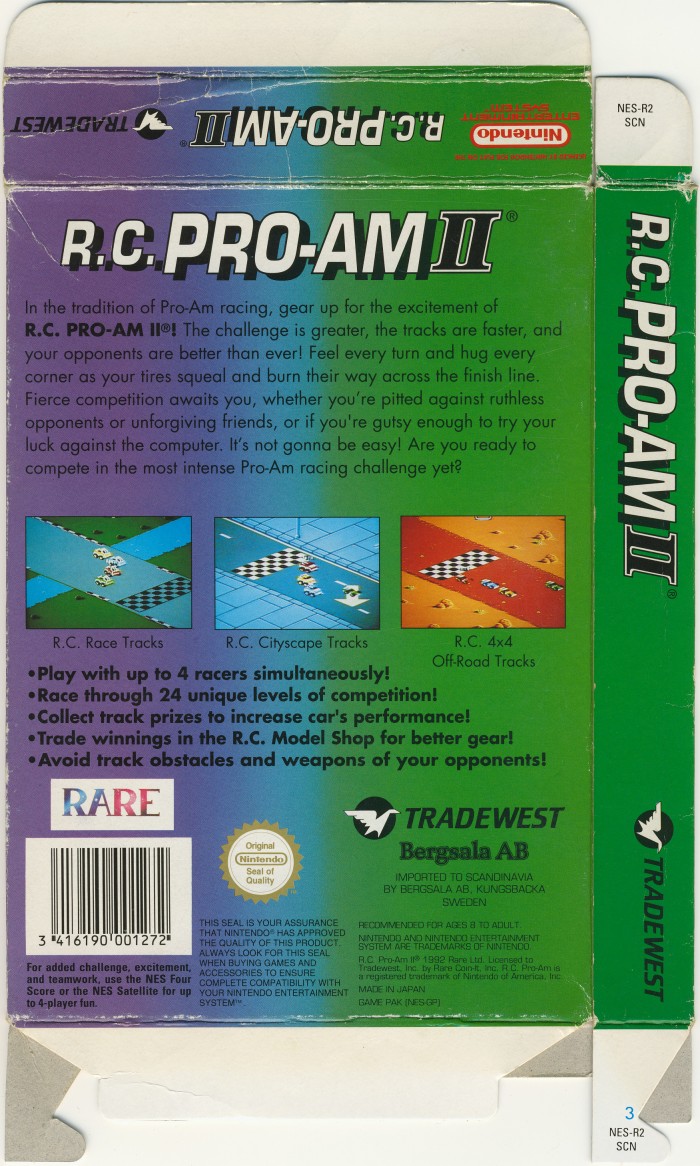 NES-R2
SCN
TRADEWEST R.C. PRO-AM II® Nintendo ENTERTAINMENT SYSTEM™
R.C. PRO-AM II®
In the tradition of Pro-Am racing, gear up for the excitement of
R.C. PRO-AM II®! The challenge is greater, the tracks are faster, and
your opponents are better than ever! Feel every turn and hug every
corner as your tires squeal and burn their way across the finish line.
Fierce competition awaits you, whether you're pitted against ruthless
opponents or unforgiving friends, or if you're gutsy enough to try your
luck against the computer. It's not gonna be easy! Are you ready to
compete in the most intense Pro-Am racing challenge yet?
R.C. Race Tracks
R.C. Cityscape Tracks
R.C. 4x4
Off-Road Tracks
•Play with up to 4 racers simultaneously!
•Race through 24 unique levels of competition!
•Collect track prizes to increase car's performance!
•Trade winnings in the R.C. Model Shop for better gear!
•Avoid track obstacles and weapons of your opponents!
RARE
3 416190 001272
For added challenge, excitement,
and teamwork, use the NES Four
Score or the NES Satellite for up
to 4-player fun.
Original
Nintendo
Seal of
Quality
THIS SEAL IS YOUR ASSURANCE
THAT NINTENDO® HAS APPROVED
THE QUALITY OF THIS PRODUCT.
ALWAYS LOOK FOR THIS SEAL
WHEN BUYING GAMES AND
ACCESSORIES TO ENSURE
COMPLETE COMPATIBILITY WITH
YOUR NINTENDO ENTERTAINMENT
SYSTEM™.
TRADEWEST
Bergsala AB
IMPORTED TO SCANDINAVIA
BY BERGSALA AB, KUNGSBACKA
SWEDEN
RECOMMENDED FOR AGES 8 TO ADULT.
NINTENDO AND NINTENDO ENTERTAINMENT
SYSTEM ARE TRADEMARKS OF NINTENDO.
R.C. Pro-Am II® 1992 Rare Ltd. Licensed to
Tradewest, Inc. by Rare Coin-It, Inc. R.C. Pro-Am is
a registered trademark of Nintendo of America, Inc.
MADE IN JAPAN
GAME PAK (NES-GP)
R.C. PRO-AM II®
TRADEWEST
3
NES-R2
SCN